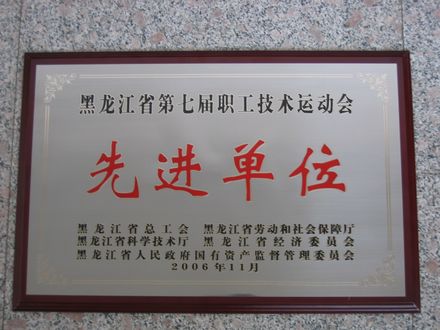 黑龙江省第七届职工技术运动会
先进单位
黑龙江省总工会 黑龙江省劳动和社会保障厅
黑龙江省科学技术厅 黑龙江省经济委员会
黑龙江省人民政府国有资产监督管理委员会
2006年11月